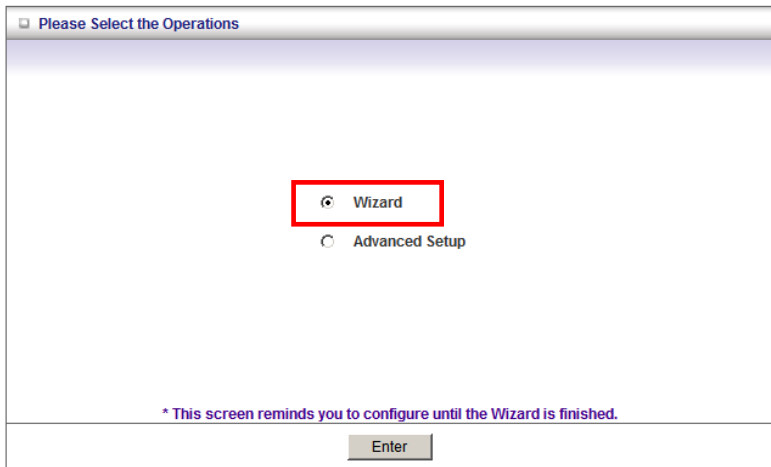 Please Select the Operations
Wizard
Advanced Setup
* This screen reminds you to configure until the Wizard is finished.
Enter